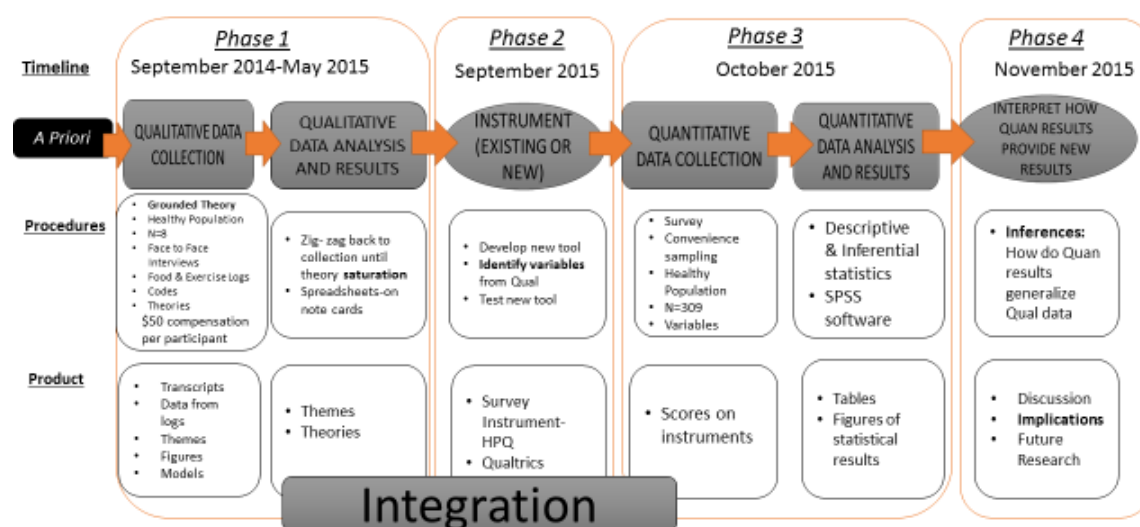 Phase 1
Phase 2
Phase 3
Phase 4
Timeline
September 2014-May 2015
September 2015
October 2015
November 2015
A Priori
QUALITATIVE DATA
COLLECTION
QUALITATIVE
DATA ANALYSIS
AND RESULTS
INSTRUMENT
(EXISTING OR
NEW)
QUANTITATIVE
DATA COLLECTION
QUANTITATIVE
DATA ANALYSIS
AND RESULTS
INTERPRET HOW
QUAN RESULTS
PROVIDE NEW
RESULTS
Procedures
• Grounded Theory
• Healthy Population
• N=8
• Face to Face
Interviews
• Food & Exercise Logs
• Codes
• Theories
$50 compensation
per participant
• Zig- zag back to
collection until
theory saturation
• Spreadsheets-on
note cards
• Develop new tool
• Identify variables
from Qual
• Test new tool
• Survey
• Convenience
sampling
• Healthy
Population
• N=309
• Variables
• Descriptive
& Inferential
statistics
• SPSS
software
• Inferences:
How do Quan
results
generalize
Qual data
Product
• Transcripts
• Data from
logs
• Themes
• Figures
• Models
• Themes
• Theories
• Survey
Instrument-
HPQ
• Qualtrics
• Scores on
instruments
• Tables
• Figures of
statistical
results
• Discussion
• Implications
• Future
Research
Integration